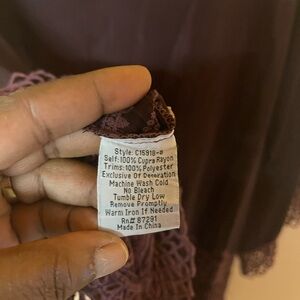 Style: C15918-@
Self: 100% Cupra Rayon
Trims: 100% Polyester
Exclusive Of Decoration
Machine Wash Cold
No Bleach
Tumble Dry Low
Remove Promptly
Warm Iron If Needed
Rn# 87291
Made In China